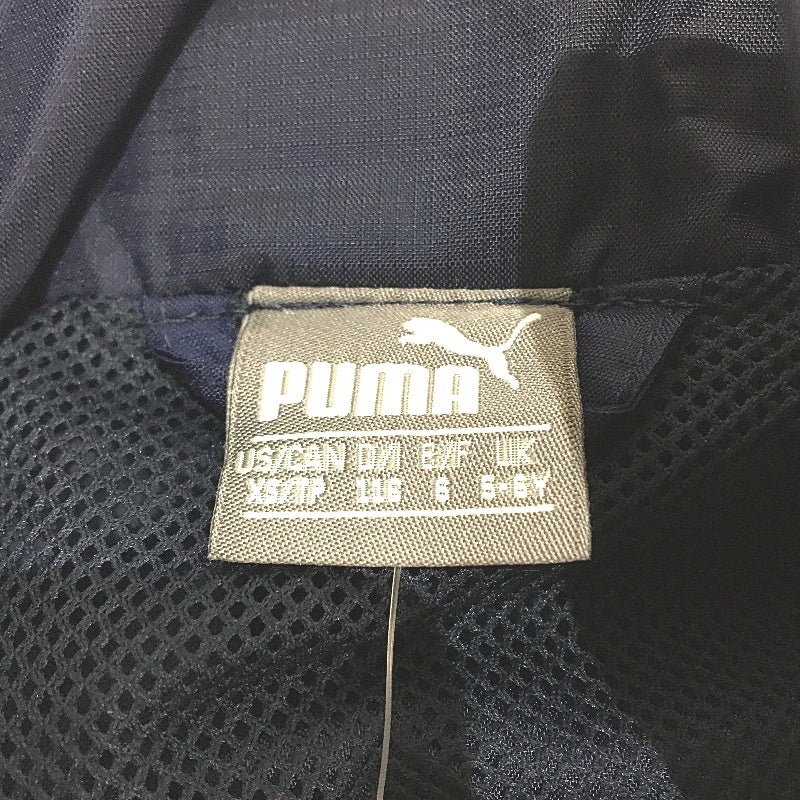 PUMA
US/CAN D/I E/F UK
XS/TP 116 6 5-6Y